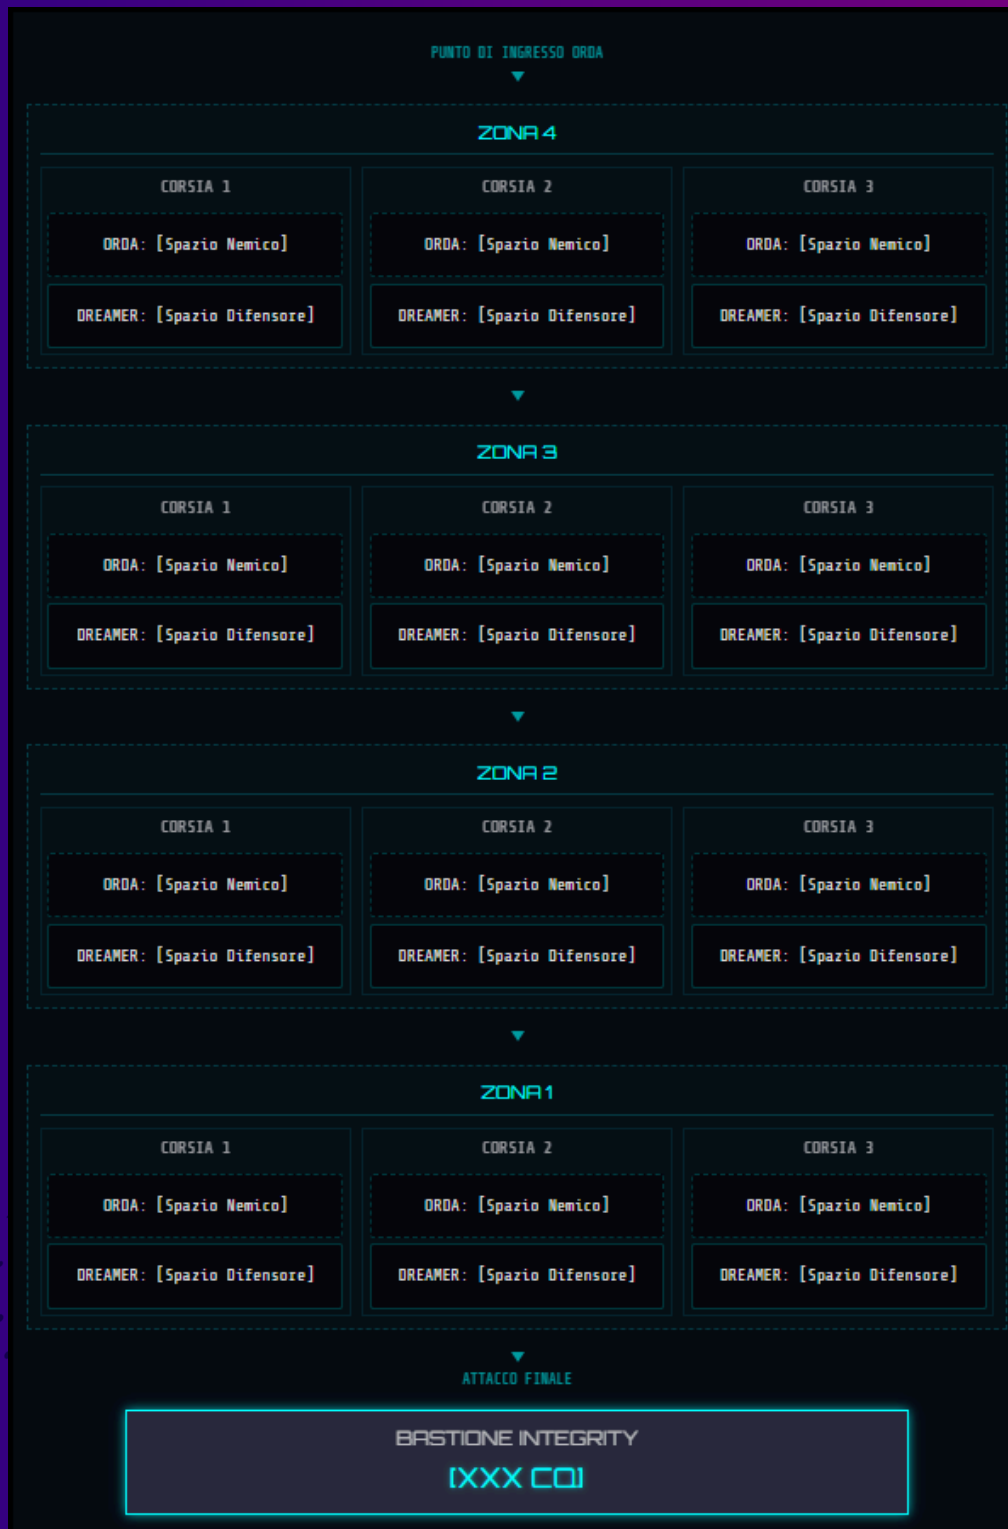 PUNTO DI INGRESSO ORDA
ZONA 4
CORSIA 1 CORSIA 2 CORSIA 3
ORDA: [Spazio Nemico] ORDA: [Spazio Nemico] ORDA: [Spazio Nemico]
DREAMER: [Spazio Difensore] DREAMER: [Spazio Difensore] DREAMER: [Spazio Difensore]
ZONA 3
CORSIA 1 CORSIA 2 CORSIA 3
ORDA: [Spazio Nemico] ORDA: [Spazio Nemico] ORDA: [Spazio Nemico]
DREAMER: [Spazio Difensore] DREAMER: [Spazio Difensore] DREAMER: [Spazio Difensore]
ZONA 2
CORSIA 1 CORSIA 2 CORSIA 3
ORDA: [Spazio Nemico] ORDA: [Spazio Nemico] ORDA: [Spazio Nemico]
DREAMER: [Spazio Difensore] DREAMER: [Spazio Difensore] DREAMER: [Spazio Difensore]
ZONA 1
CORSIA 1 CORSIA 2 CORSIA 3
ORDA: [Spazio Nemico] ORDA: [Spazio Nemico] ORDA: [Spazio Nemico]
DREAMER: [Spazio Difensore] DREAMER: [Spazio Difensore] DREAMER: [Spazio Difensore]
ATTACCO FINALE
BASTIONE INTEGRITY
[XXX CQ]